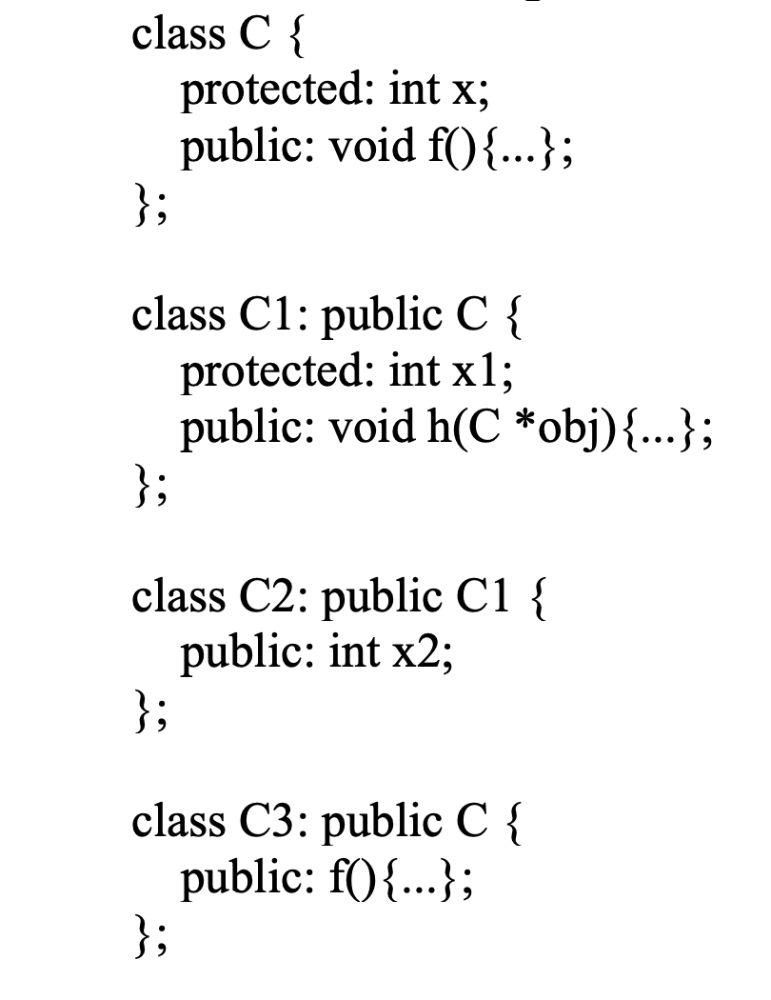 class C {
protected: int x;
public: void f(){...};
};
class C1: public C {
protected: int x1;
public: void h(C *obj){...};
};
class C2: public C1 {
public: int x2;
};
class C3: public C {
public: f(){...};
};